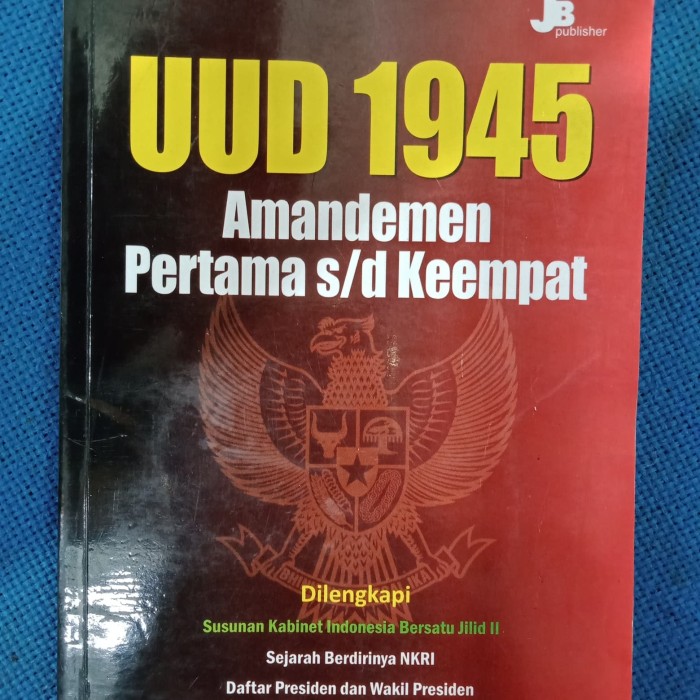 JB
publisher
UUD 1945
Amandemen
Pertama s/d Keempat
Dilengkapi
Susunan Kabinet Indonesia Bersatu Jilid II
Sejarah Berdirinya NKRI
Daftar Presiden dan Wakil Presiden